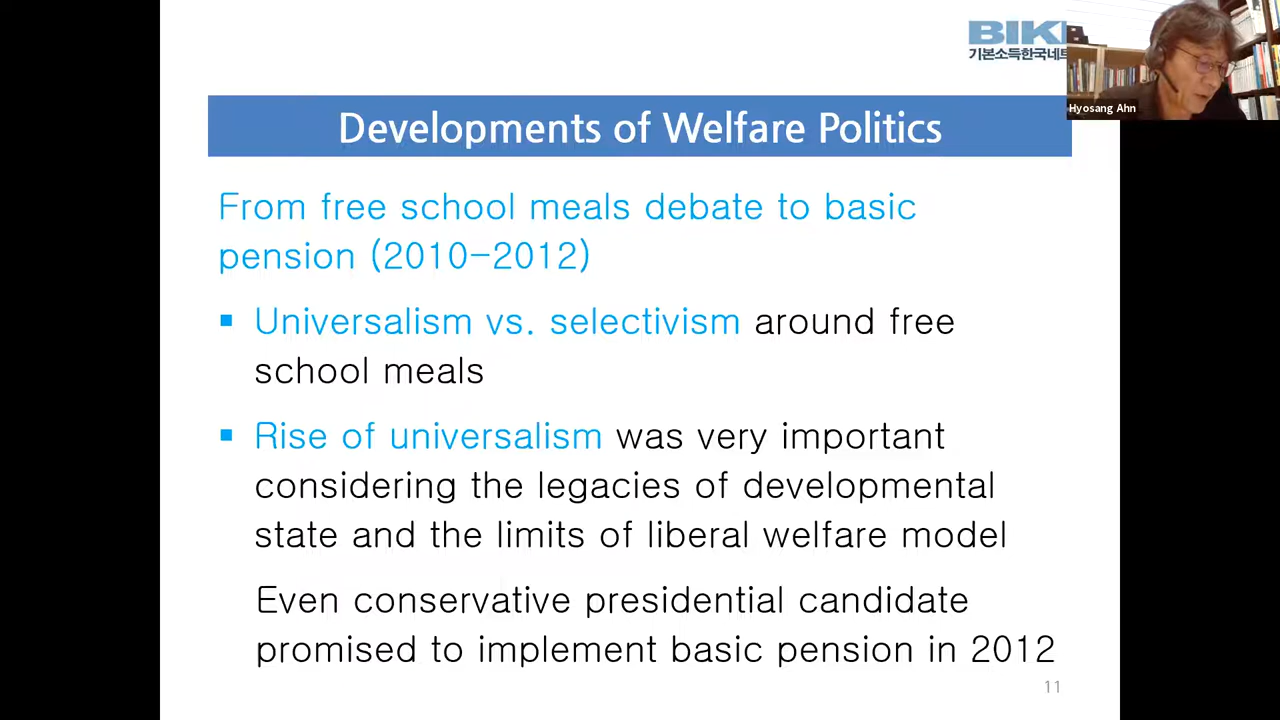 BIK
기본소득한국네트
Hyosang Ahn
Developments of Welfare Politics
From free school meals debate to basic
pension (2010-2012)
▪ Universalism vs. selectivism around free
school meals
▪ Rise of universalism was very important
considering the legacies of developmental
state and the limits of liberal welfare model
Even conservative presidential candidate
promised to implement basic pension in 2012
11